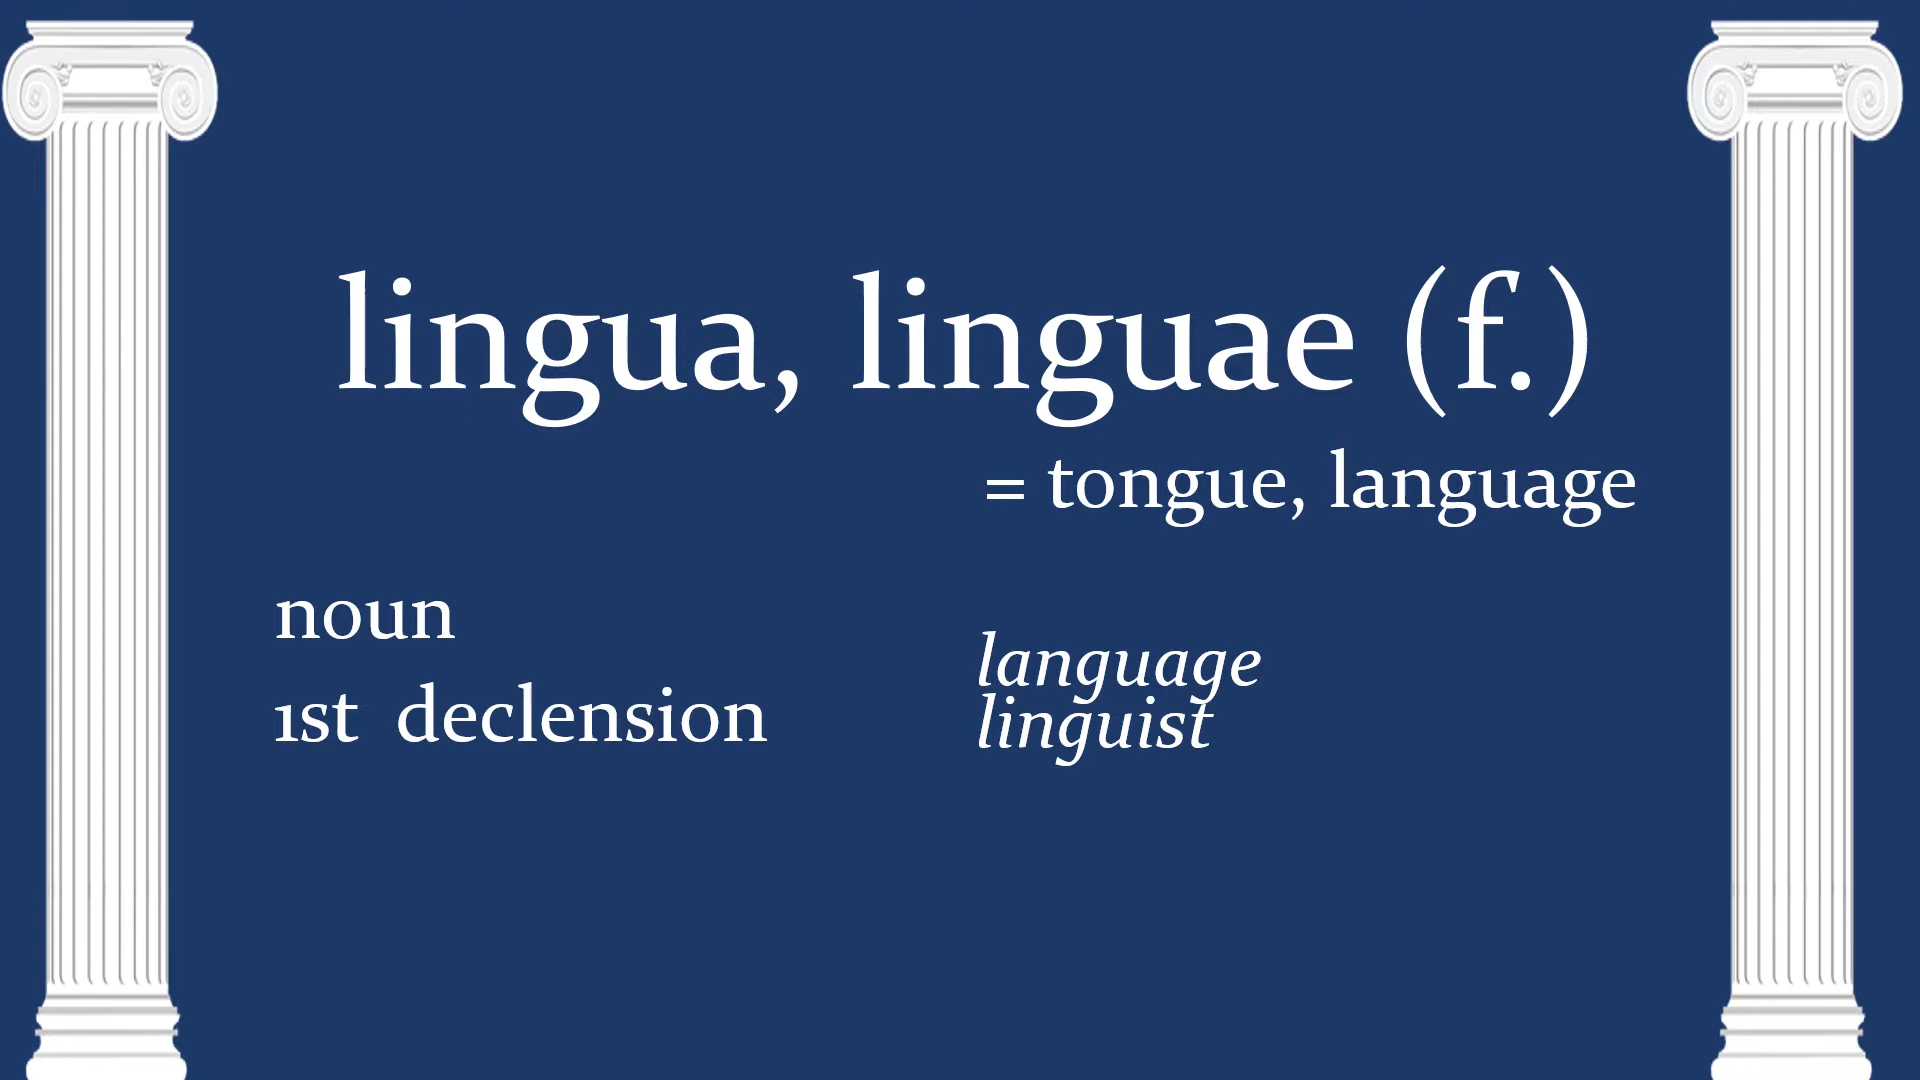 lingua, linguae (f.)
= tongue, language
noun
1st declension
language
linguist